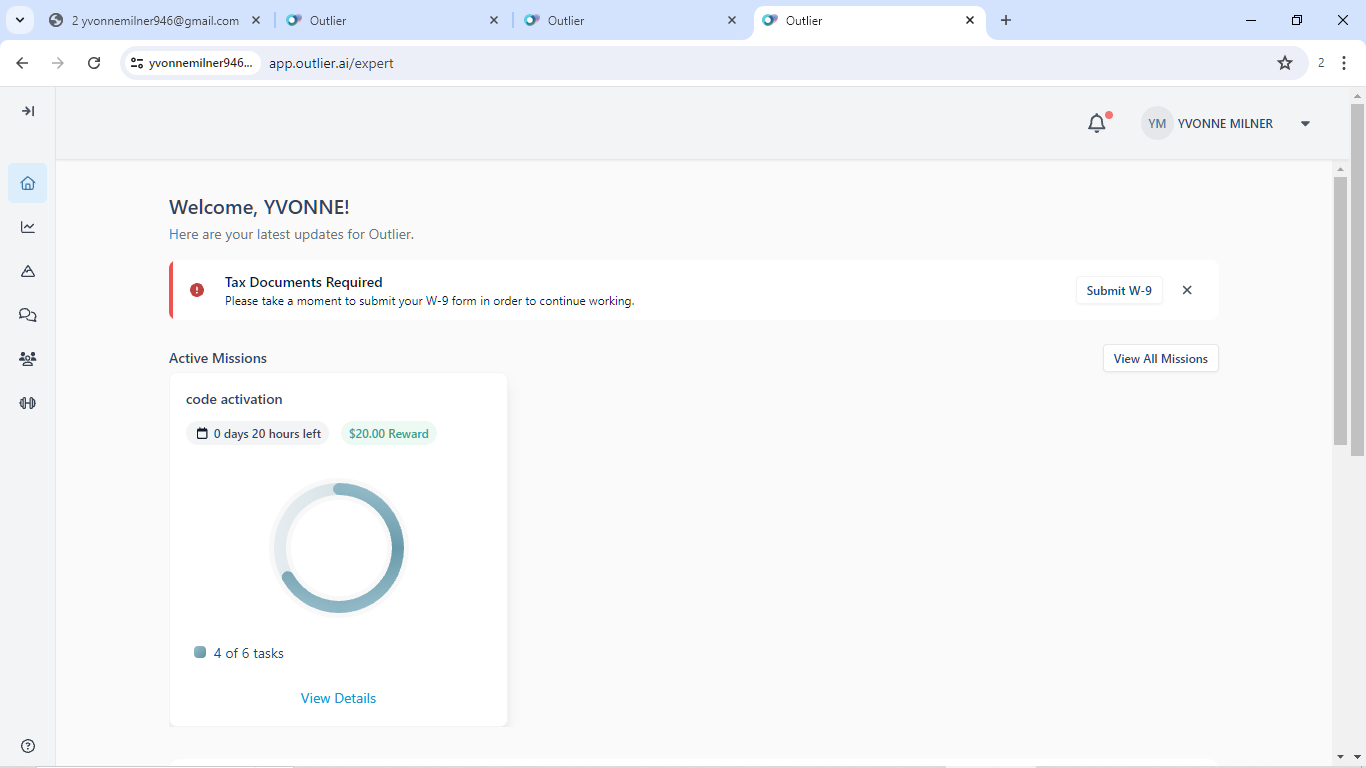 2 yvonnemilner946@gmail.com
Outlier
Outlier
Outlier
yvonnemilner946...
app.outlier.ai/expert
2
YM
YVONNE MILNER
Welcome, YVONNE!
Here are your latest updates for Outlier.
Tax Documents Required
Please take a moment to submit your W-9 form in order to continue working.
Submit W-9
Active Missions
View All Missions
code activation
0 days 20 hours left
$20.00 Reward
4 of 6 tasks
View Details